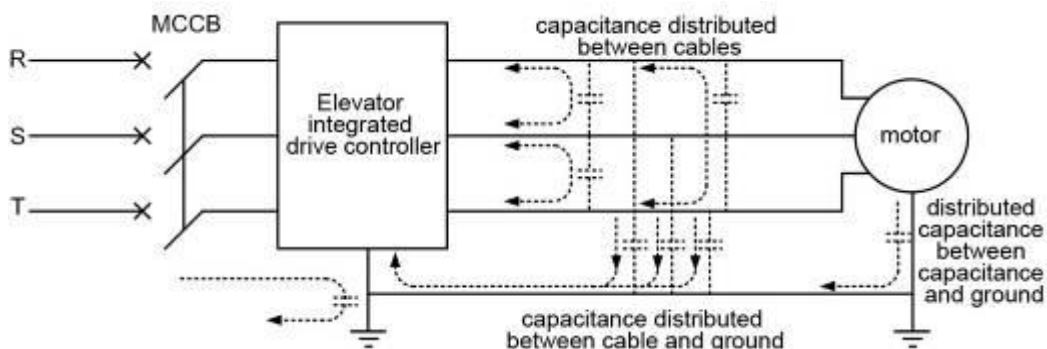 MCCB
R
S
T
Elevator
integrated
drive controller
capacitance distributed
between cables
motor
distributed
capacitance
between
capacitance
and ground
capacitance distributed
between cable and ground